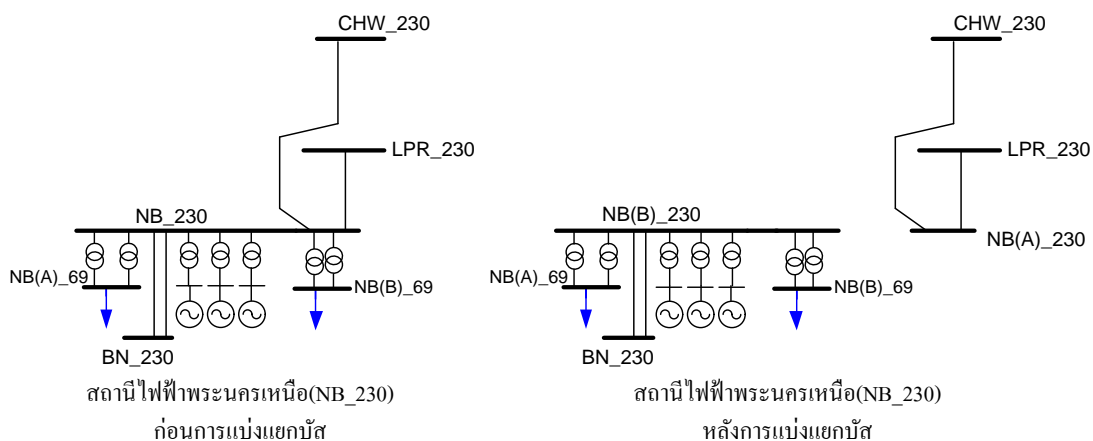 CHW_230
LPR_230
NB_230
NB(A)_69
NB(B)_69
BN_230
สถานีไฟฟ้าพระนครเหนือ(NB_230)
ก่อนการแบ่งแยกบัส
CHW_230
LPR_230
NB(B)_230
NB(A)_230
NB(A)_69
NB(B)_69
BN_230
สถานีไฟฟ้าพระนครเหนือ(NB_230)
หลังการแบ่งแยกบัส